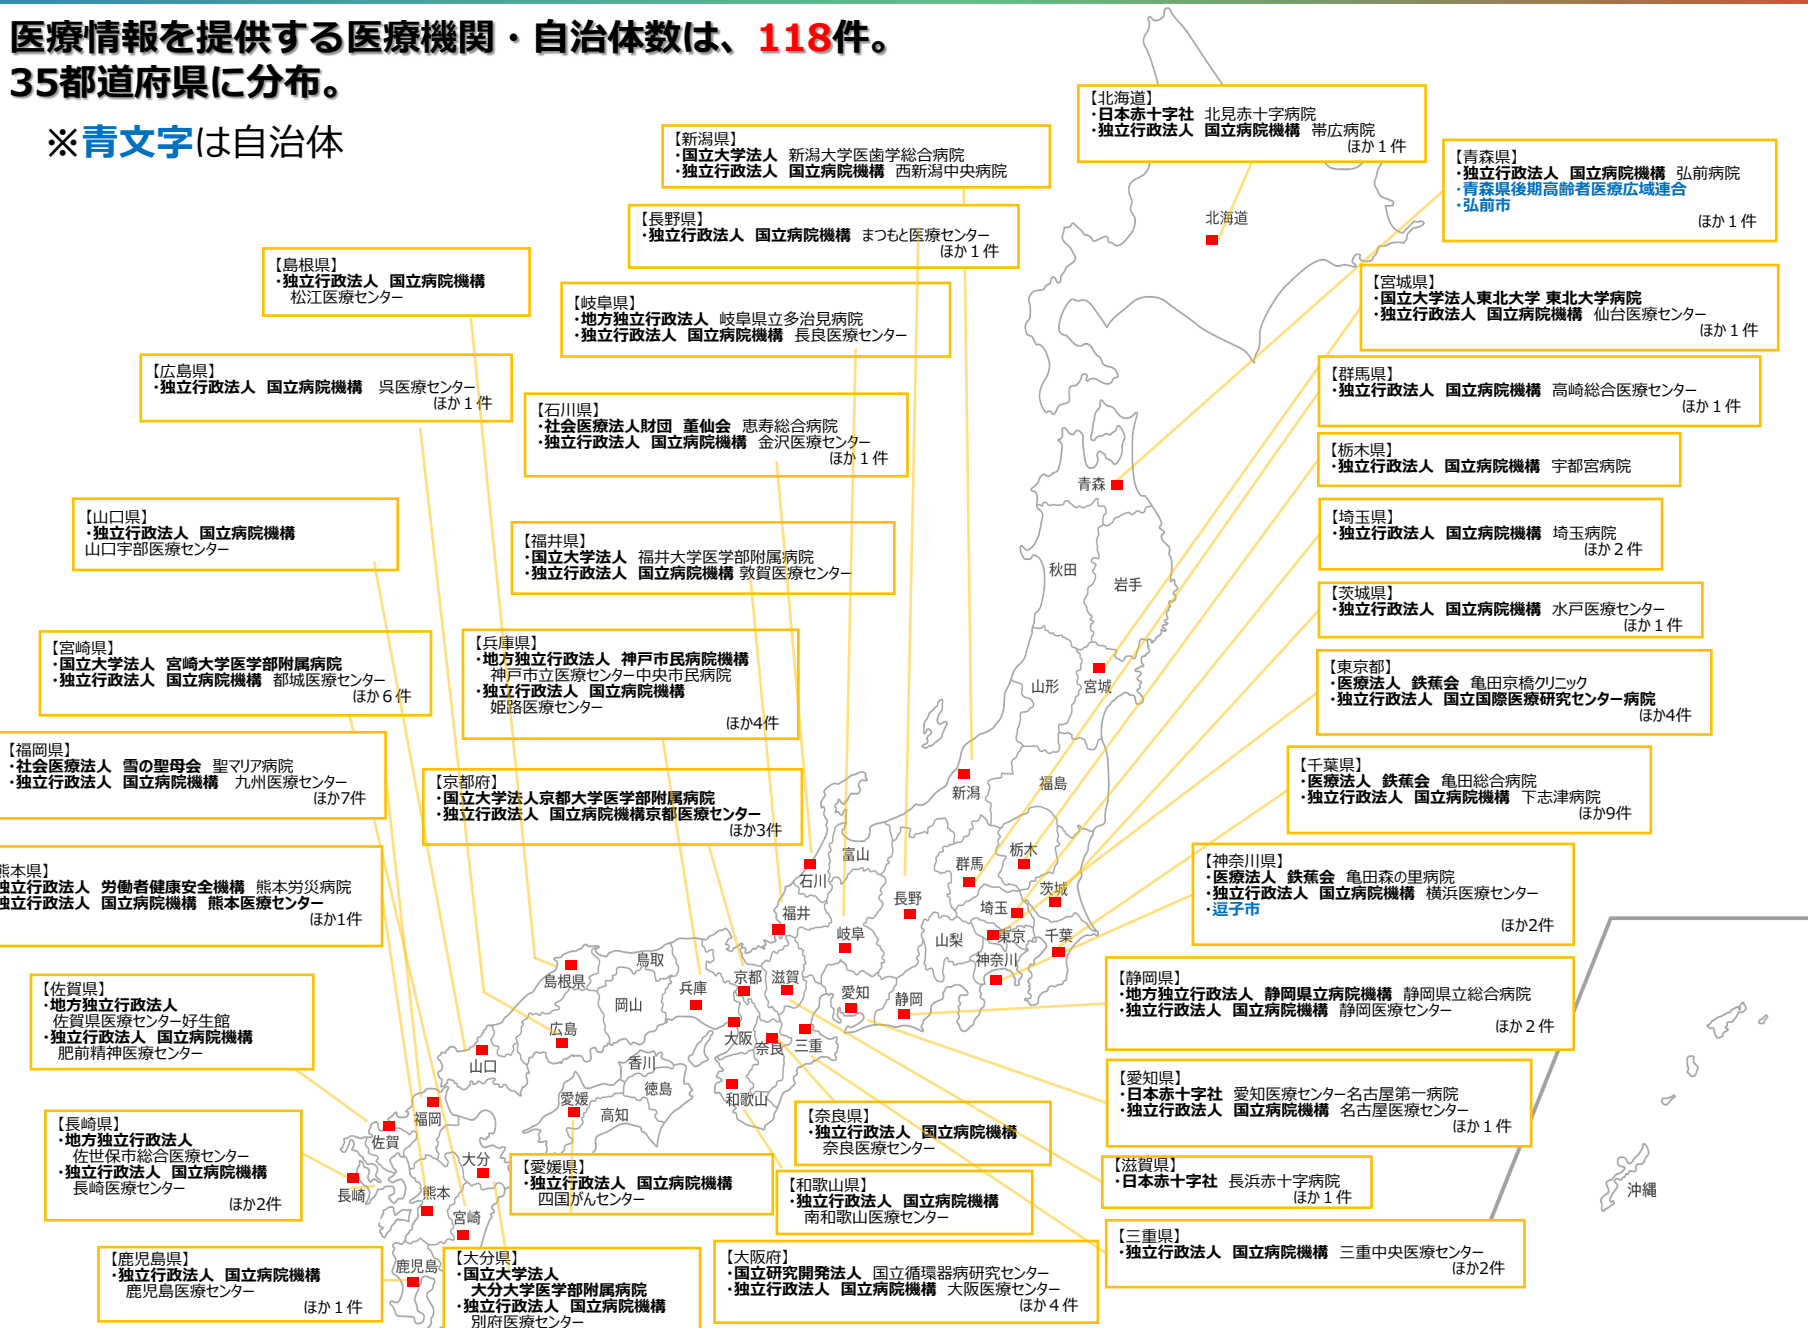 医療情報を提供する医療機関・自治体数は、118件。
35都道府県に分布。
※青文字は自治体
【北海道】
・日本赤十字社 北見赤十字病院
・独立行政法人 国立病院機構 帯広病院
ほか１件
【新潟県】
・国立大学法人 新潟大学医歯学総合病院
・独立行政法人 国立病院機構 西新潟中央病院
【青森県】
・独立行政法人 国立病院機構 弘前病院
・青森県後期高齢者医療広域連合
・弘前市
ほか１件
【長野県】
・独立行政法人 国立病院機構 まつもと医療センター
ほか１件
【島根県】
・独立行政法人 国立病院機構
松江医療センター
【宮城県】
・国立大学法人東北大学 東北大学病院
・独立行政法人 国立病院機構 仙台医療センター
ほか１件
【岐阜県】
・地方独立行政法人 岐阜県立多治見病院
・独立行政法人 国立病院機構 長良医療センター
【広島県】
・独立行政法人 国立病院機構 呉医療センター
ほか１件
【群馬県】
・独立行政法人 国立病院機構 高崎総合医療センター
ほか１件
【石川県】
・社会医療法人財団 董仙会 恵寿総合病院
・独立行政法人 国立病院機構 金沢医療センター
ほか１件
【栃木県】
・独立行政法人 国立病院機構 宇都宮病院
【山口県】
・独立行政法人 国立病院機構
山口宇部医療センター
【埼玉県】
・独立行政法人 国立病院機構 埼玉病院
ほか２件
【福井県】
・国立大学法人 福井大学医学部附属病院
・独立行政法人 国立病院機構 敦賀医療センター
【茨城県】
・独立行政法人 国立病院機構 水戸医療センター
ほか１件
【宮崎県】
・国立大学法人 宮崎大学医学部附属病院
・独立行政法人 国立病院機構 都城医療センター
ほか６件
【兵庫県】
・地方独立行政法人 神戸市民病院機構
神戸市立医療センター中央市民病院
・独立行政法人 国立病院機構
姫路医療センター
ほか4件
【東京都】
・医療法人 鉄蕉会 亀田京橋クリニック
・独立行政法人 国立国際医療研究センター病院
ほか4件
【福岡県】
・社会医療法人 雪の聖母会 聖マリア病院
・独立行政法人 国立病院機構 九州医療センター
ほか7件
【京都府】
・国立大学法人京都大学医学部附属病院
・独立行政法人 国立病院機構京都医療センター
ほか3件
【千葉県】
・医療法人 鉄蕉会 亀田総合病院
・独立行政法人 国立病院機構 下志津病院
ほか9件
熊本県】
独立行政法人 労働者健康安全機構 熊本労災病院
独立行政法人 国立病院機構 熊本医療センター
ほか1件
【神奈川県】
・医療法人 鉄蕉会 亀田森の里病院
・独立行政法人 国立病院機構 横浜医療センター
・逗子市
ほか2件
【佐賀県】
・地方独立行政法人
佐賀県医療センター好生館
・独立行政法人 国立病院機構
肥前精神医療センター
【静岡県】
・地方独立行政法人 静岡県立病院機構 静岡県立総合病院
・独立行政法人 国立病院機構 静岡医療センター
ほか２件
【愛知県】
・日本赤十字社 愛知医療センター名古屋第一病院
・独立行政法人 国立病院機構 名古屋医療センター
ほか１件
【長崎県】
・地方独立行政法人
佐世保市総合医療センター
・独立行政法人 国立病院機構
長崎医療センター
ほか2件
【奈良県】
・独立行政法人 国立病院機構
奈良医療センター
【愛媛県】
・独立行政法人 国立病院機構
四国がんセンター
【滋賀県】
・日本赤十字社 長浜赤十字病院
ほか１件
【和歌山県】
・独立行政法人 国立病院機構
南和歌山医療センター
【三重県】
・独立行政法人 国立病院機構 三重中央医療センター
ほか2件
【鹿児島県】
・独立行政法人 国立病院機構
鹿児島医療センター
ほか１件
【大分県】
・国立大学法人
大分大学医学部附属病院
・独立行政法人 国立病院機構
別府医療センター
【大阪府】
・国立研究開発法人 国立循環器病研究センター
・独立行政法人 国立病院機構 大阪医療センター
ほか４件
北海道
青森
秋田
岩手
山形
宮城
福島
新潟
富山
石川
福井
群馬
栃木
茨城
埼玉
長野
岐阜
山梨
東京
千葉
神奈川
静岡
愛知
滋賀
京都
兵庫
鳥取
島根県
岡山
広島
山口
大阪
奈良
三重
和歌山
香川
徳島
愛媛
高知
福岡
佐賀
長崎
大分
熊本
宮崎
鹿児島
沖縄